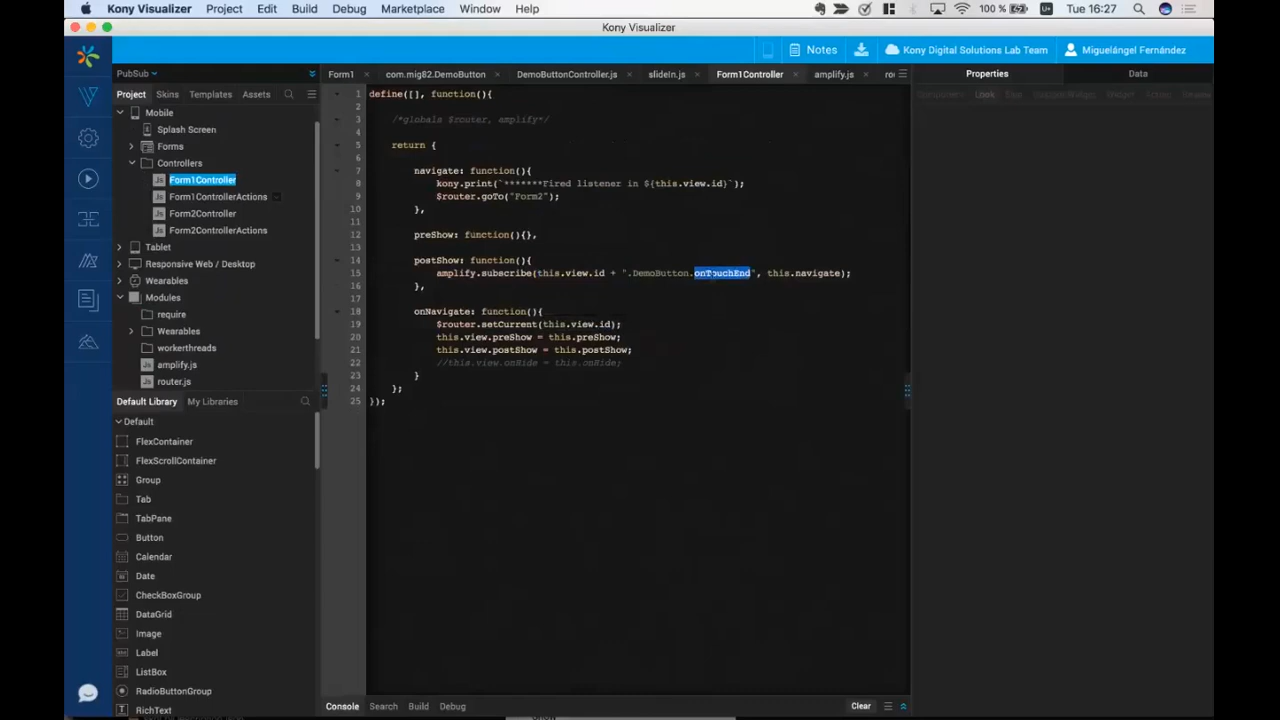 Kony Visualizer Project Edit Build Debug Marketplace Window Help 100 % Tue 16:27
Kony Visualizer
Notes Kony Digital Solutions Lab Team Miguelángel Fernández
PubSub
Form1 com.mig82.DemoButton DemoButtonController.js slideIn.js Form1Controller amplify.js
Properties Data
Project Skins Templates Assets
Look
Mobile
Splash Screen
Forms
Controllers
Form1Controller
Form1ControllerActions
Form2Controller
Form2ControllerActions
Tablet
Responsive Web / Desktop
Wearables
Modules
require
Wearables
workerthreads
amplify.js
router.js
Default Library My Libraries
Default
FlexContainer
FlexScrollContainer
Group
Tab
TabPane
Button
Calendar
Date
CheckBoxGroup
DataGrid
Image
Label
ListBox
RadioButtonGroup
RichText
1 define([], function(){
2
3 /*globals $router, amplify*/
4
5 return {
6
7 navigate: function(){
8 kony.print(`*******Fired listener in ${this.view.id}`);
9 $router.goTo("Form2");
10 },
11
12 preShow: function(){},
13
14 postShow: function(){
15 amplify.subscribe(this.view.id + ".DemoButton.onTouchEnd", this.navigate);
16 },
17
18 onNavigate: function(){
19 $router.setCurrent(this.view.id);
20 this.view.preShow = this.preShow;
21 this.view.postShow = this.postShow;
22 //this.view.onHide = this.onHide;
23 }
24 };
25 });
Console Search Build Debug Clear